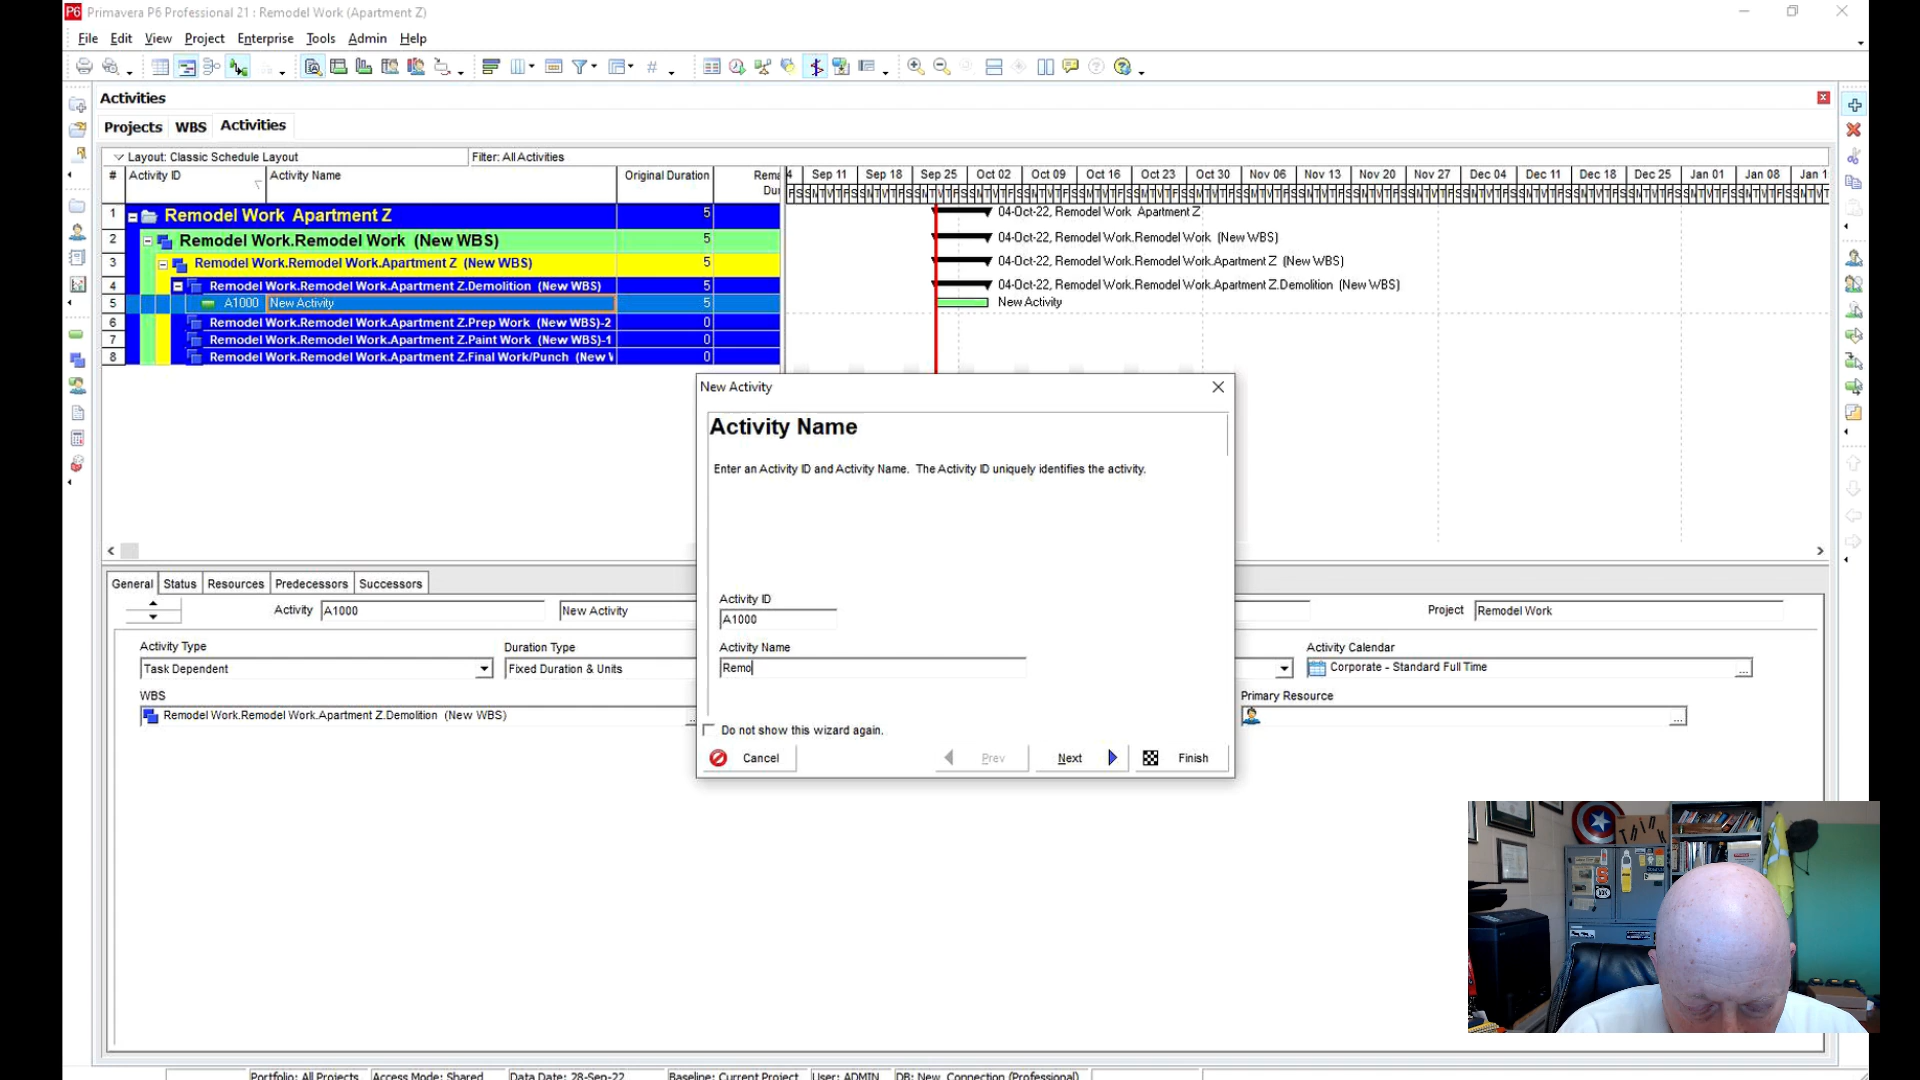 P6 Primavera P6 Professional 21 : Remodel Work (Apartment Z)
File Edit View Project Enterprise Tools Admin Help
Activities
Projects WBS Activities
Layout: Classic Schedule Layout Filter: All Activities
# Activity ID Activity Name Original Duration Rema
Du
4 Sep 11 Sep 18 Sep 25 Oct 02 Oct 09 Oct 16 Oct 23 Oct 30 Nov 06 Nov 13 Nov 20 Nov 27 Dec 04 Dec 11 Dec 18 Dec 25 Jan 01 Jan 08 Jan 1
1 Remodel Work Apartment Z 5 04-Oct-22, Remodel Work Apartment Z
2 Remodel Work.Remodel Work (New WBS) 5 04-Oct-22, Remodel Work.Remodel Work (New WBS)
3 Remodel Work.Remodel Work.Apartment Z (New WBS) 5 04-Oct-22, Remodel Work.Remodel Work.Apartment Z (New WBS)
4 Remodel Work.Remodel Work.Apartment Z.Demolition (New WBS) 5 04-Oct-22, Remodel Work.Remodel Work.Apartment Z.Demolition (New WBS)
5 A1000 New Activity 5 New Activity
6 Remodel Work.Remodel Work.Apartment Z.Prep Work (New WBS)-2 0
7 Remodel Work.Remodel Work.Apartment Z.Paint Work (New WBS)-1 0
8 Remodel Work.Remodel Work.Apartment Z.Final Work/Punch (New 0
New Activity
Activity Name
Enter an Activity ID and Activity Name. The Activity ID uniquely identifies the activity.
Activity ID
A1000
Activity Name
Remo
Do not show this wizard again.
Cancel Prev Next Finish
General Status Resources Predecessors Successors
Activity A1000 New Activity Project Remodel Work
Activity Type Duration Type Activity Calendar
Task Dependent Fixed Duration & Units Corporate - Standard Full Time
WBS Primary Resource
Remodel Work.Remodel Work.Apartment Z.Demolition (New WBS)
Think
Portfolio: All Projects Access Mode: Shared Data Date: 28-Sep-22 Baseline: Current Project User: ADMIN DB: New_Connection (Professional)